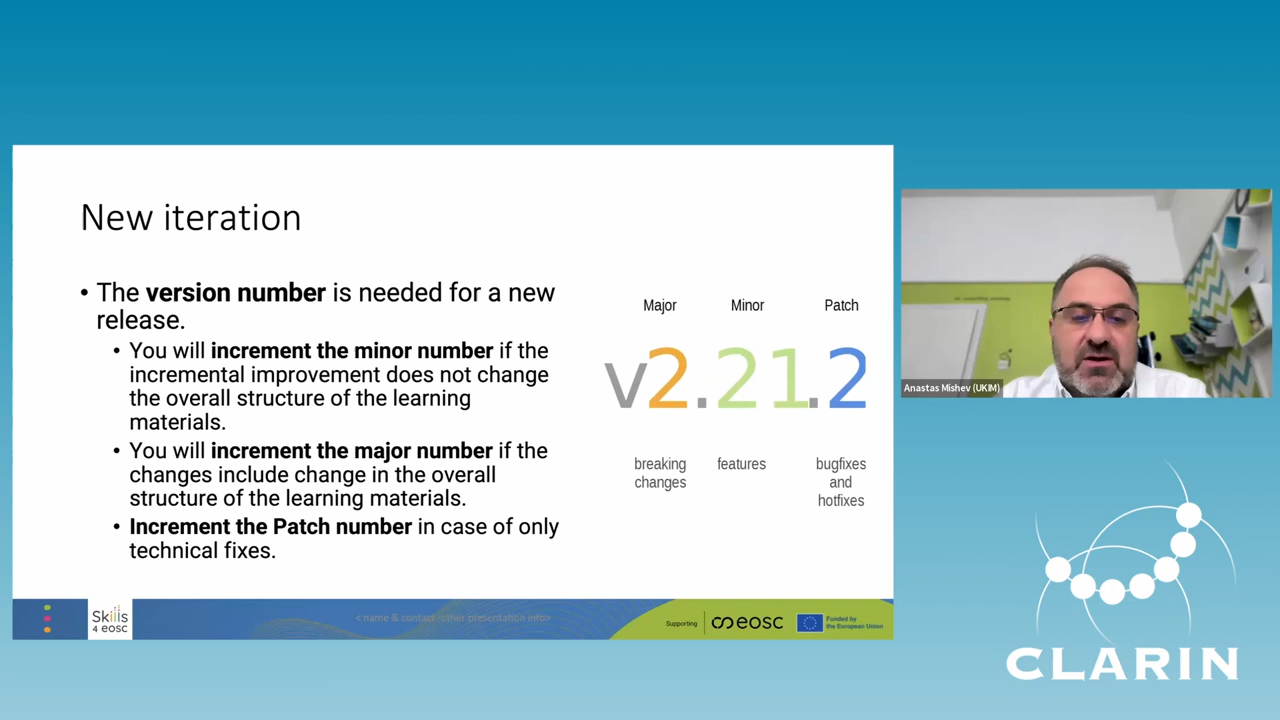 New iteration
• The version number is needed for a new
release.
• You will increment the minor number if the
incremental improvement does not change
the overall structure of the learning
materials.
• You will increment the major number if the
changes include change in the overall
structure of the learning materials.
• Increment the Patch number in case of only
technical fixes.
Major Minor Patch
v2.21.2
breaking
changes
features
bugfixes
and
hotfixes
Skills
4 eosc
<name & contact, other presentation info>
Supporting
eosc
Funded by
the European Union
Anastas Mishev (UKIM)
CLARIN